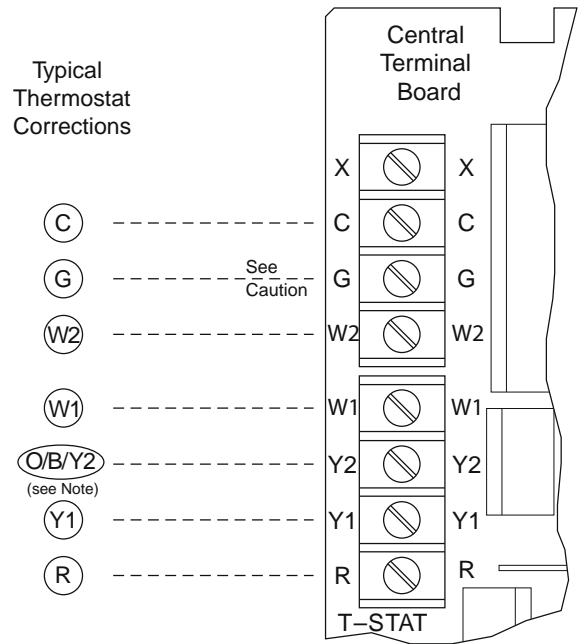 Typical
Thermostat
Corrections
Central
Terminal
Board
X X
C C C
G See Caution G G
W2 W2 W2
W1 W1 W1
O/B/Y2 Y2 Y2
(see Note)
Y1 Y1 Y1
R R R
T–STAT